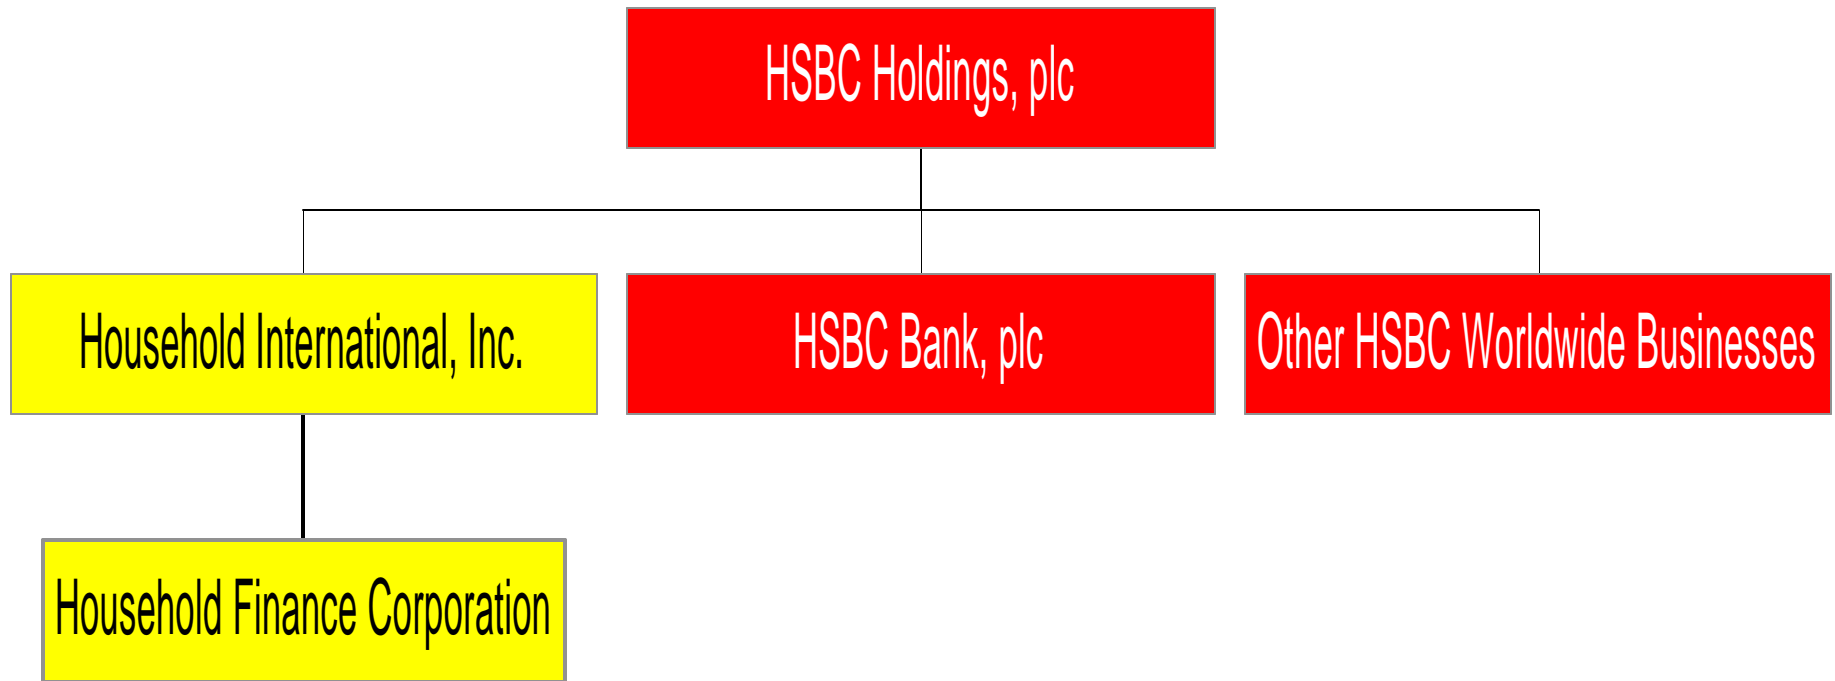 HSBC Holdings, plc
Household International, Inc.
HSBC Bank, plc
Other HSBC Worldwide Businesses
Household Finance Corporation